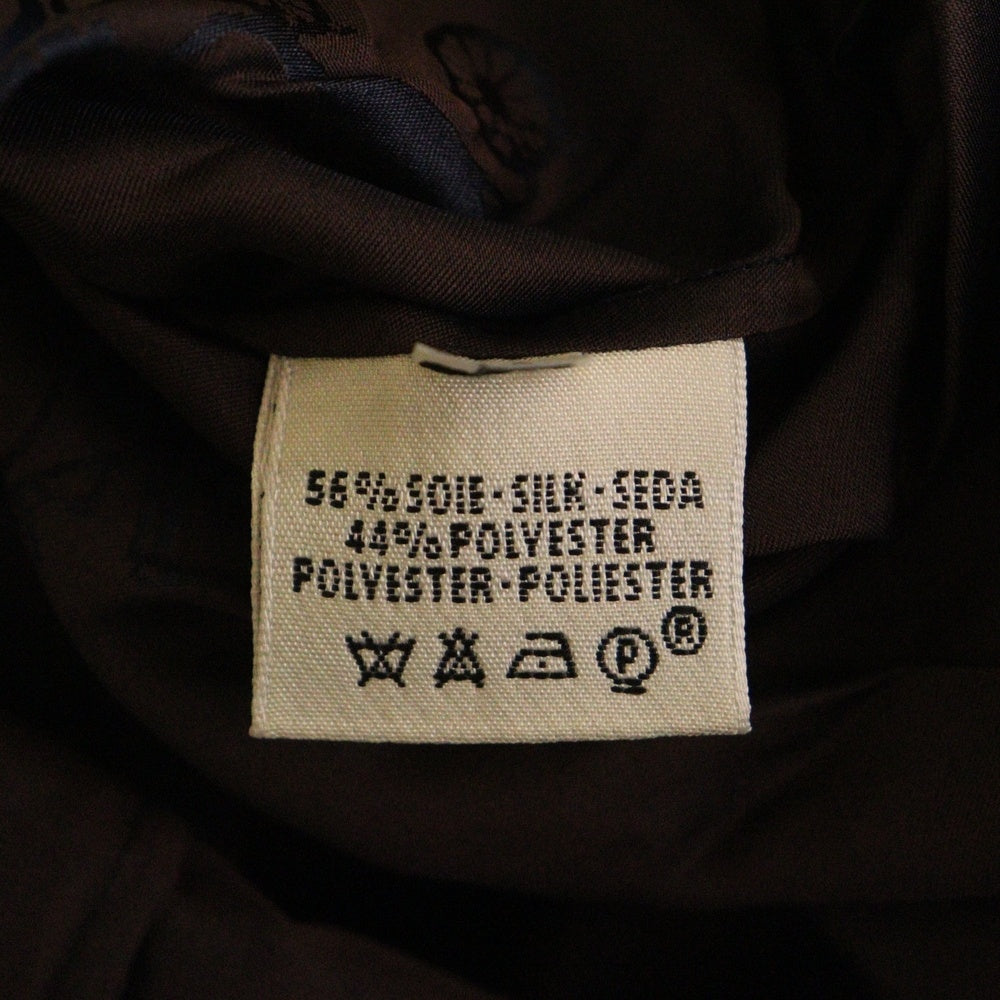 56% SOIE·SILK·SEDA
44% POLYESTER
POLYESTER·POLIESTER
P ®